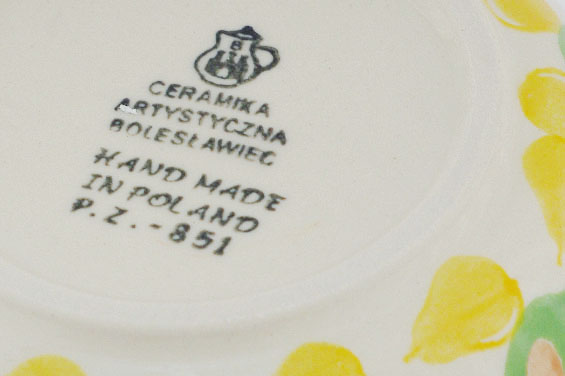 CERAMIKA
ARTYSTYCZNA
BOLESŁAWIEC
HAND MADE
IN POLAND
P.Z.-851